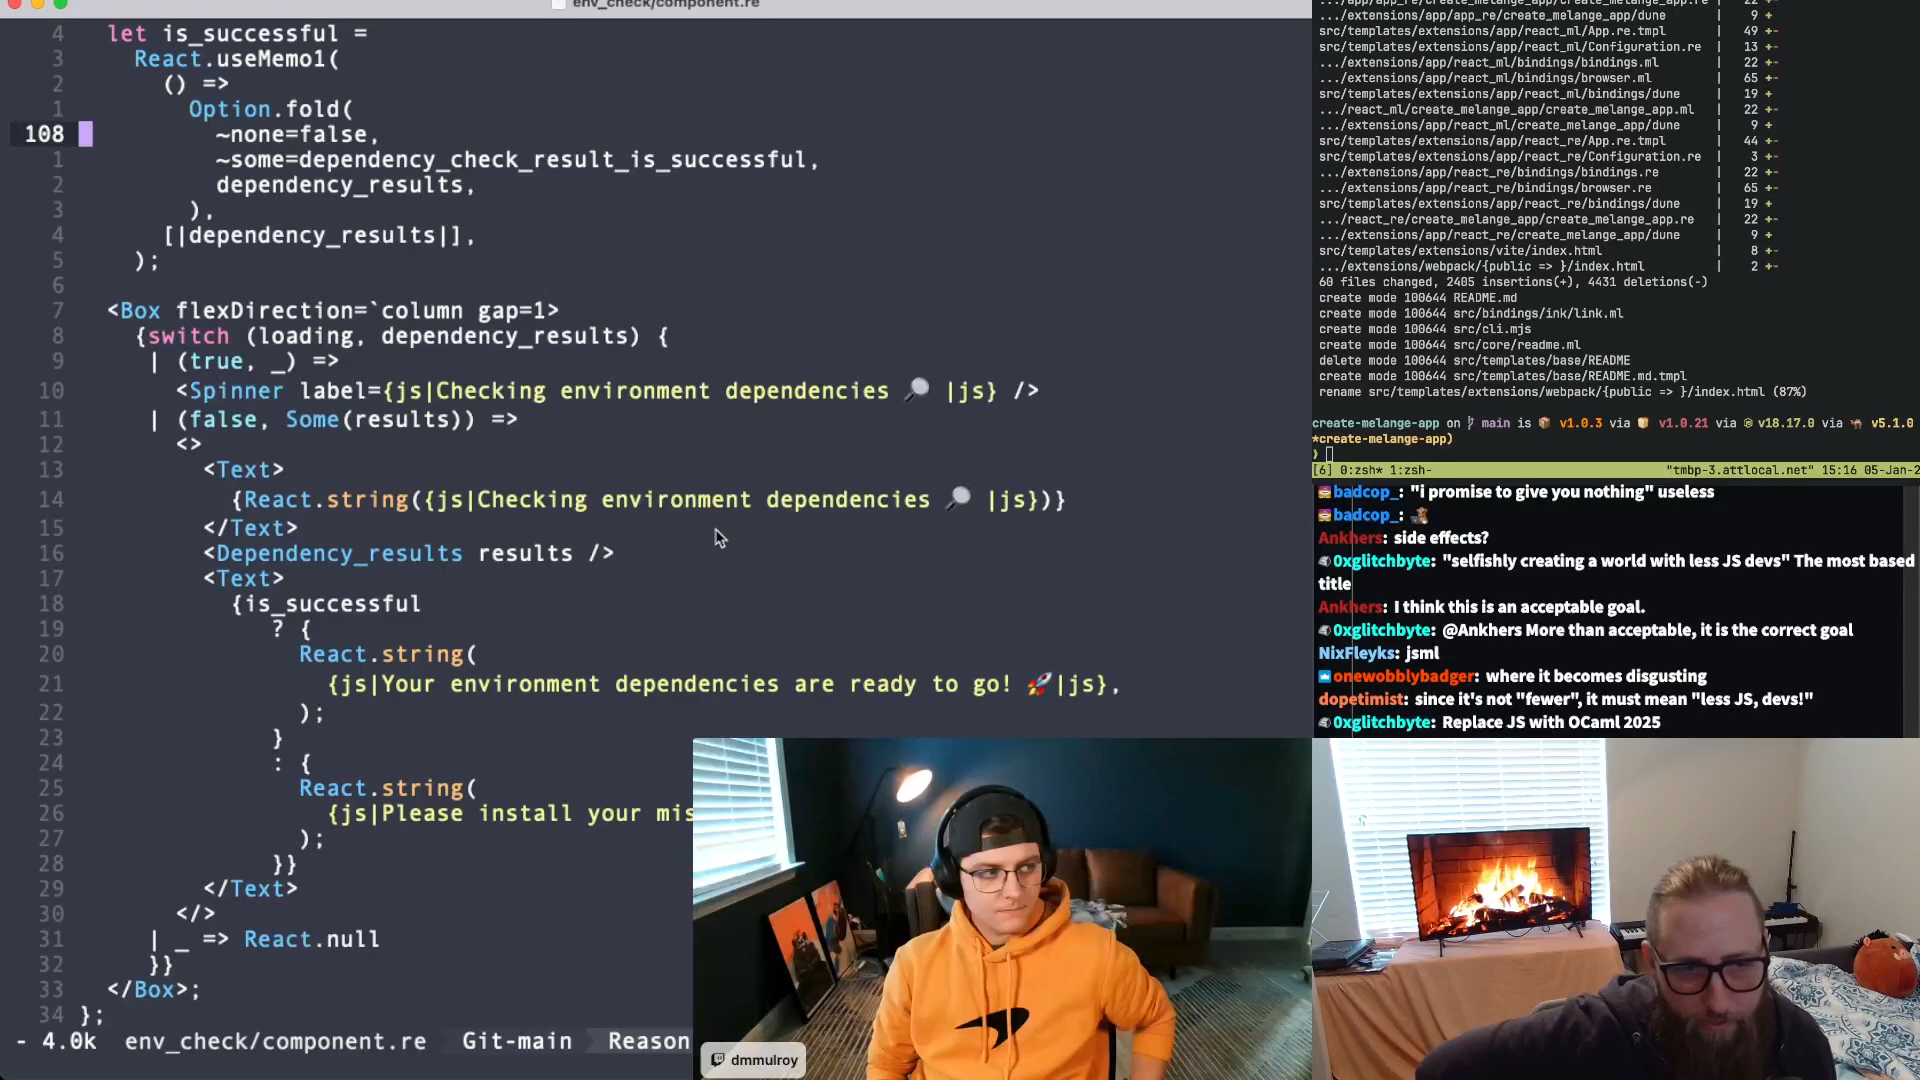 env_check/component.re
4 let is_successful =
3 React.useMemo1(
2 () =>
1 Option.fold(
108 ~none=false,
1 ~some=dependency_check_result_is_successful,
2 dependency_results,
3 ),
4 [|dependency_results|],
5 );
6
7 <Box flexDirection=`column gap=1>
8 {switch (loading, dependency_results) {
9 | (true, _) =>
10 <Spinner label={js|Checking environment dependencies 🔎 |js} />
11 | (false, Some(results)) =>
12 <>
13 <Text>
14 {React.string({js|Checking environment dependencies 🔎 |js})}
15 </Text>
16 <Dependency_results results />
17 <Text>
18 {is_successful
19 ? {
20 React.string(
21 {js|Your environment dependencies are ready to go! 🚀|js},
22 );
23 }
24 : {
25 React.string(
26 {js|Please install your mis
27 );
28 }}
29 </Text>
30 </>
31 | _ => React.null
32 }}
33 </Box>;
34 };
- 4.0k env_check/component.re Git-main Reason
.../app/app_re/create_melange_app/create_melange_app.re | 22 +-
.../extensions/app/app_re/create_melange_app/dune | 9 +
src/templates/extensions/app/react_ml/App.re.tmpl | 49 +-
src/templates/extensions/app/react_ml/Configuration.re | 13 +-
.../extensions/app/react_ml/bindings/bindings.ml | 22 +-
.../extensions/app/react_ml/bindings/browser.ml | 65 +-
src/templates/extensions/app/react_ml/bindings/dune | 19 +
.../react_ml/create_melange_app/create_melange_app.ml | 22 +-
.../extensions/app/react_ml/create_melange_app/dune | 9 +
src/templates/extensions/app/react_re/App.re.tmpl | 44 +-
src/templates/extensions/app/react_re/Configuration.re | 3 +-
.../extensions/app/react_re/bindings/bindings.re | 22 +-
.../extensions/app/react_re/bindings/browser.re | 65 +-
src/templates/extensions/app/react_re/bindings/dune | 19 +
.../react_re/create_melange_app/create_melange_app.re | 22 +-
.../extensions/app/react_re/create_melange_app/dune | 9 +
src/templates/extensions/vite/index.html | 8 +-
.../extensions/webpack/{public => }/index.html | 2 +-
60 files changed, 2405 insertions(+), 4431 deletions(-)
create mode 100644 README.md
create mode 100644 src/bindings/ink/link.ml
create mode 100644 src/cli.mjs
create mode 100644 src/core/readme.ml
delete mode 100644 src/templates/base/README
create mode 100644 src/templates/base/README.md.tmpl
rename src/templates/extensions/webpack/{public => }/index.html (87%)
create-melange-app on main is 📦 v1.0.3 via v1.0.21 via v18.17.0 via 🐫 v5.1.0
*create-melange-app)
)
[6] 0:zsh* 1:zsh- "tmbp-3.attlocal.net" 15:16 05-Jan-2
badcop_: "i promise to give you nothing" useless
badcop_:
Ankhers: side effects?
0xglitchbyte: "selfishly creating a world with less JS devs" The most based
title
Ankhers: I think this is an acceptable goal.
0xglitchbyte: @Ankhers More than acceptable, it is the correct goal
NixFleyks: jsml
onewobblybadger: where it becomes disgusting
dopetimist: since it's not "fewer", it must mean "less JS, devs!"
0xglitchbyte: Replace JS with OCaml 2025
dmmulroy